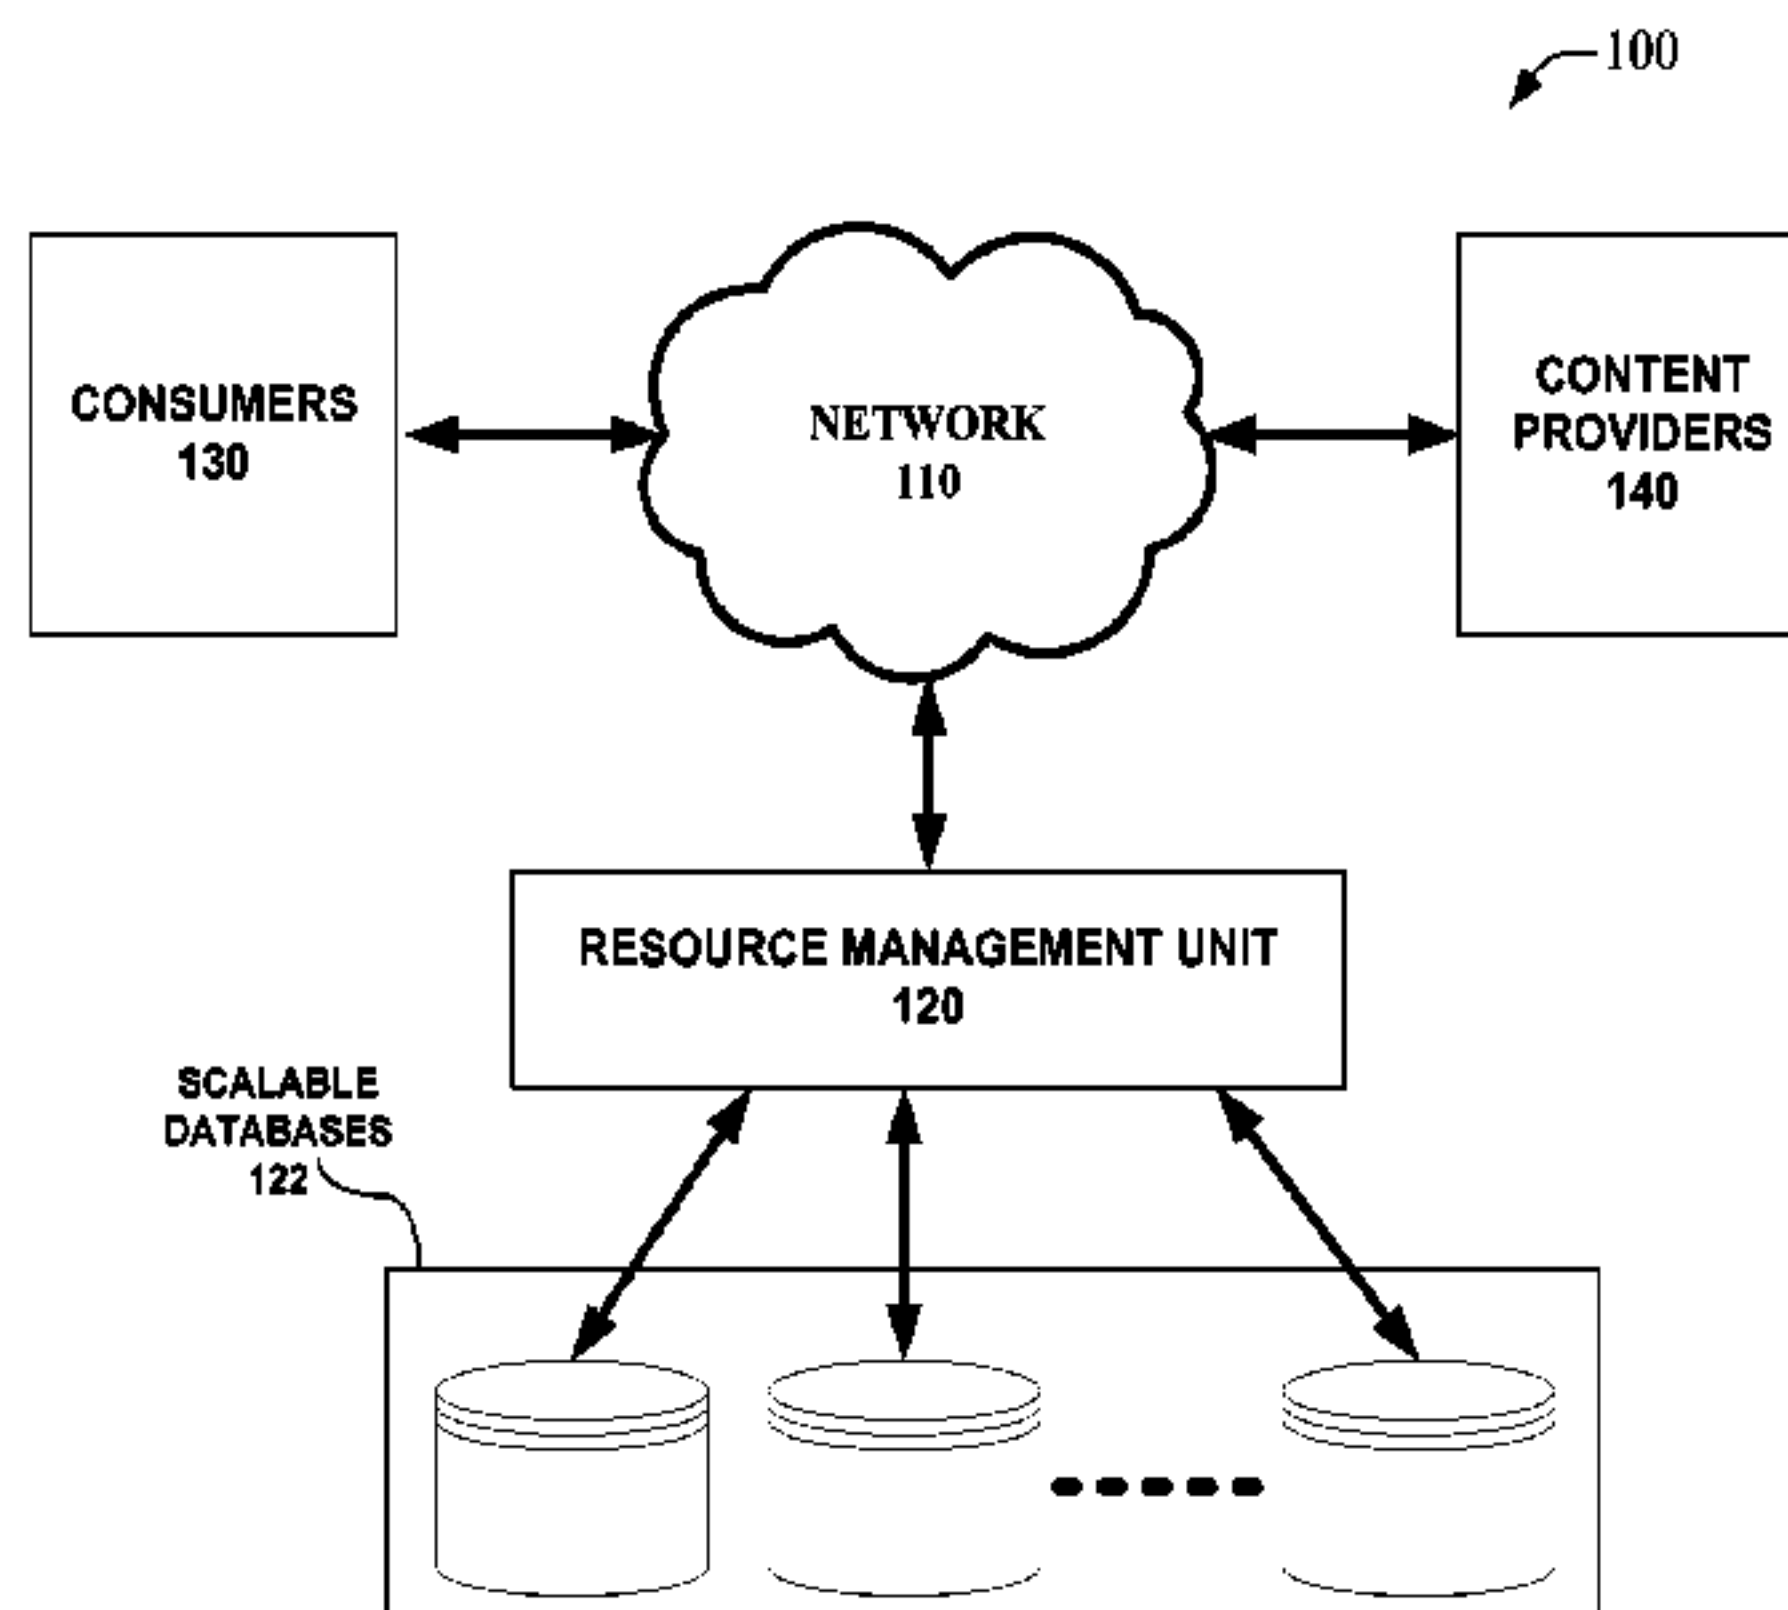 100
CONSUMERS
130
NETWORK
110
CONTENT
PROVIDERS
140
RESOURCE MANAGEMENT UNIT
120
SCALABLE
DATABASES
122